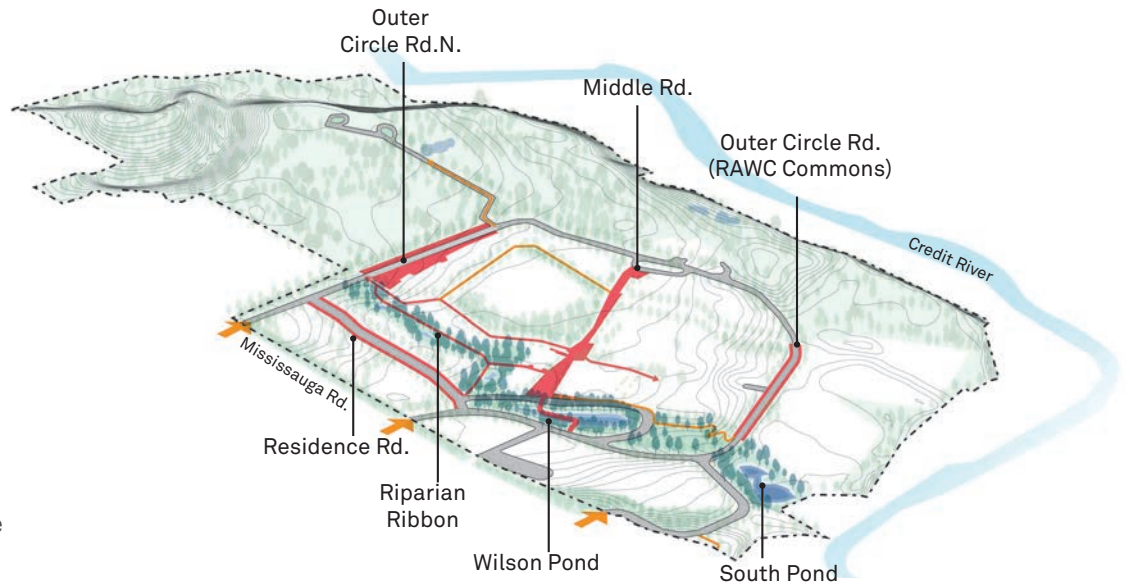 Outer
Circle Rd.N.
Middle Rd.
Outer Circle Rd.
(RAWC Commons)
Credit River
Mississauga Rd.
Residence Rd.
Riparian
Ribbon
Wilson Pond
South Pond